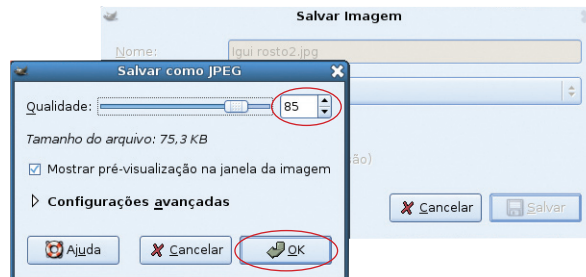 Salvar Imagem
Nome: Igui rosto2.jpg
Salvar como JPEG
Qualidade: 85
Tamanho do arquivo: 75,3 KB
ão)
Mostrar pré-visualização na janela da imagem
Configurações avançadas
Cancelar Salvar
Ajuda Cancelar OK